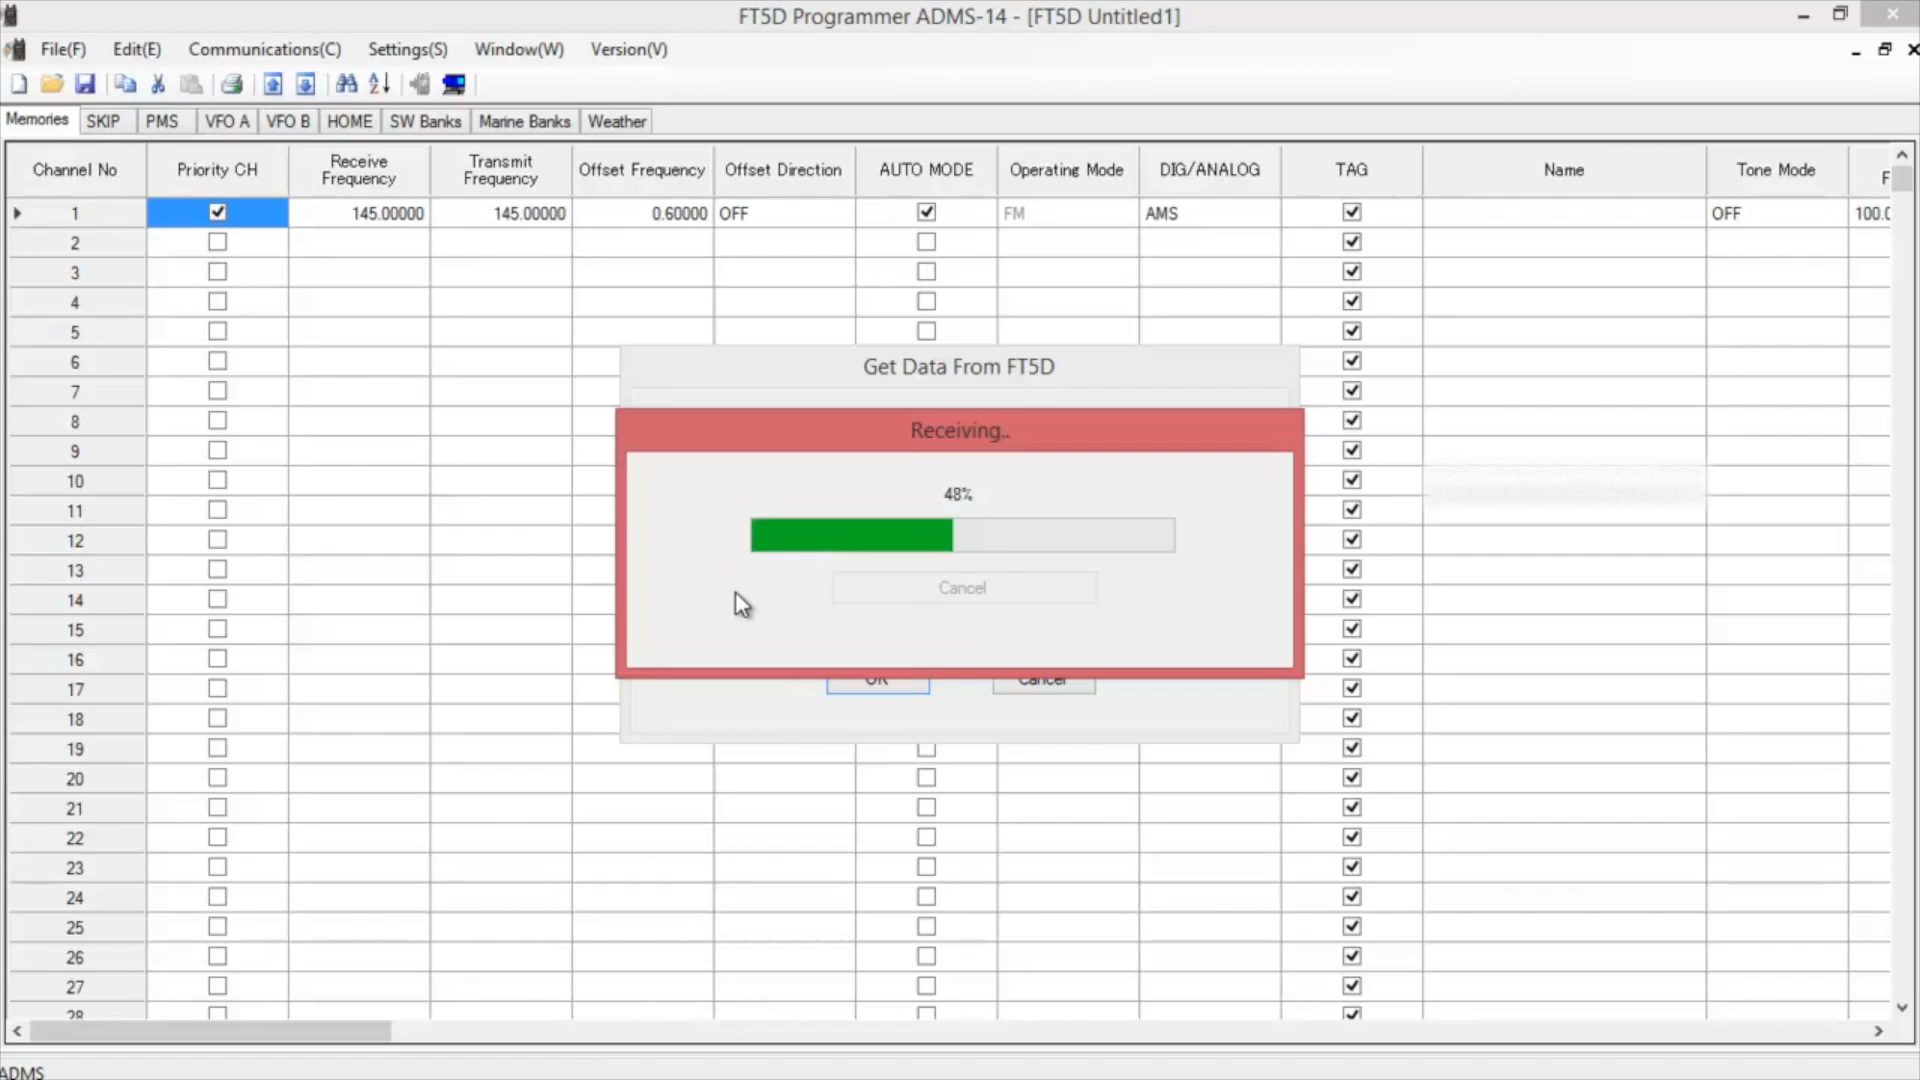 FT5D Programmer ADMS-14 - [FT5D Untitled1]
File(F) Edit(E) Communications(C) Settings(S) Window(W) Version(V)
Memories SKIP PMS VFO A VFO B HOME SW Banks Marine Banks Weather
Channel No Priority CH Receive Frequency Transmit Frequency Offset Frequency Offset Direction AUTO MODE Operating Mode DIG/ANALOG TAG Name Tone Mode
1 145.00000 145.00000 0.60000 OFF FM AMS OFF
2
3
4
5
6
Get Data From FT5D
7
8
Receiving..
9
10
48%
11
12
13
Cancel
14
15
16
17
OK Cancel
18
19
20
21
22
23
24
25
26
27
28
ADMS